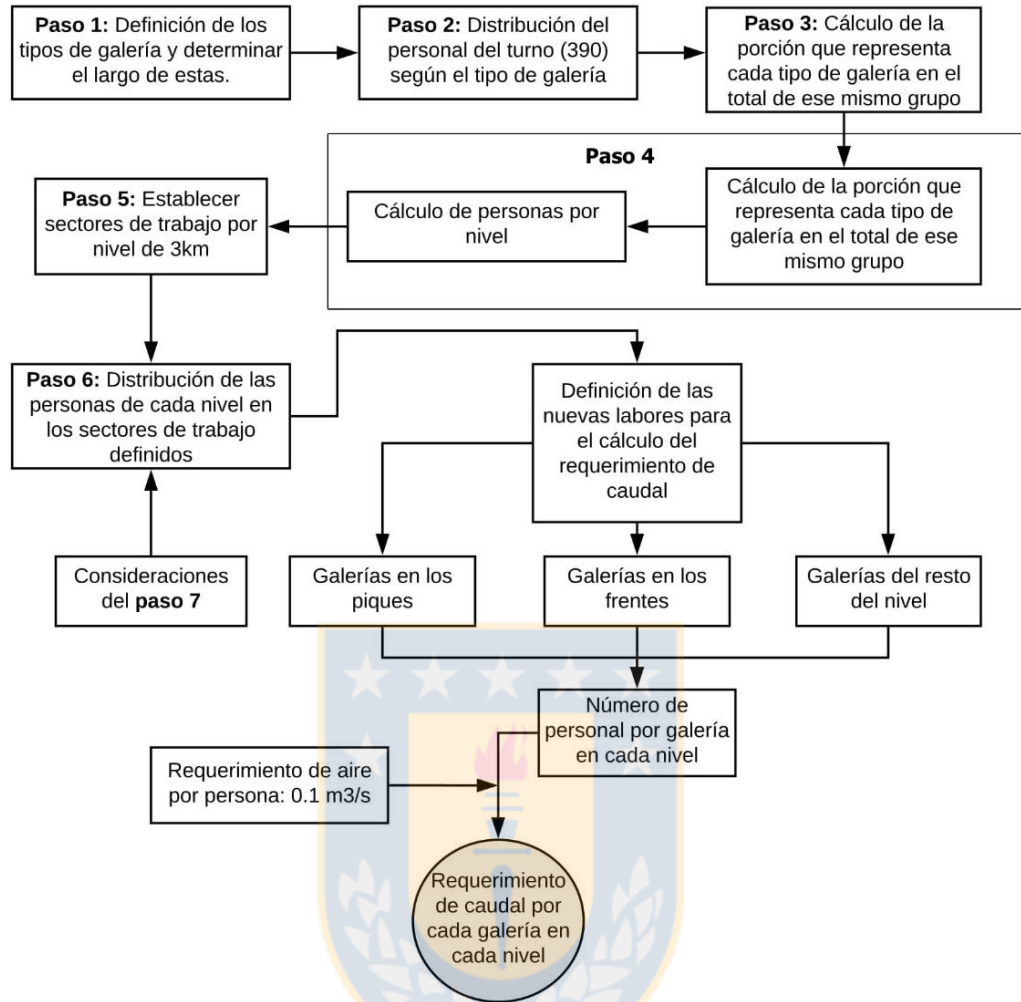 Paso 1: Definición de los
tipos de galería y determinar
el largo de estas.
Paso 2: Distribución del
personal del turno (390)
según el tipo de galería
Paso 3: Cálculo de la
porción que representa
cada tipo de galería en el
total de ese mismo grupo
Paso 4
Cálculo de la porción que
representa cada tipo de
galería en el total de ese
mismo grupo
Cálculo de personas por
nivel
Paso 5: Establecer
sectores de trabajo por
nivel de 3km
Paso 6: Distribución de las
personas de cada nivel en
los sectores de trabajo
definidos
Consideraciones
del paso 7
Definición de las
nuevas labores para
el cálculo del
requerimiento de
caudal
Galerías en los
piques
Galerías en los
frentes
Galerías del resto
del nivel
Número de
personal por galería
en cada nivel
Requerimiento de aire
por persona: 0.1 m3/s
Requerimiento
de caudal por
cada galería en
cada nivel